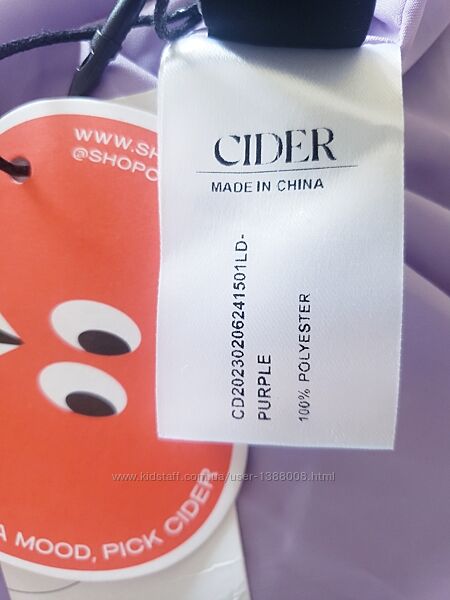 WWW.SH
@SHOPC
CIDER
MADE IN CHINA
CD20230206241501LD-
PURPLE
100% POLYESTER
www.kidstaff.com.ua/user-1388008.html
A MOOD, PICK CIDER.